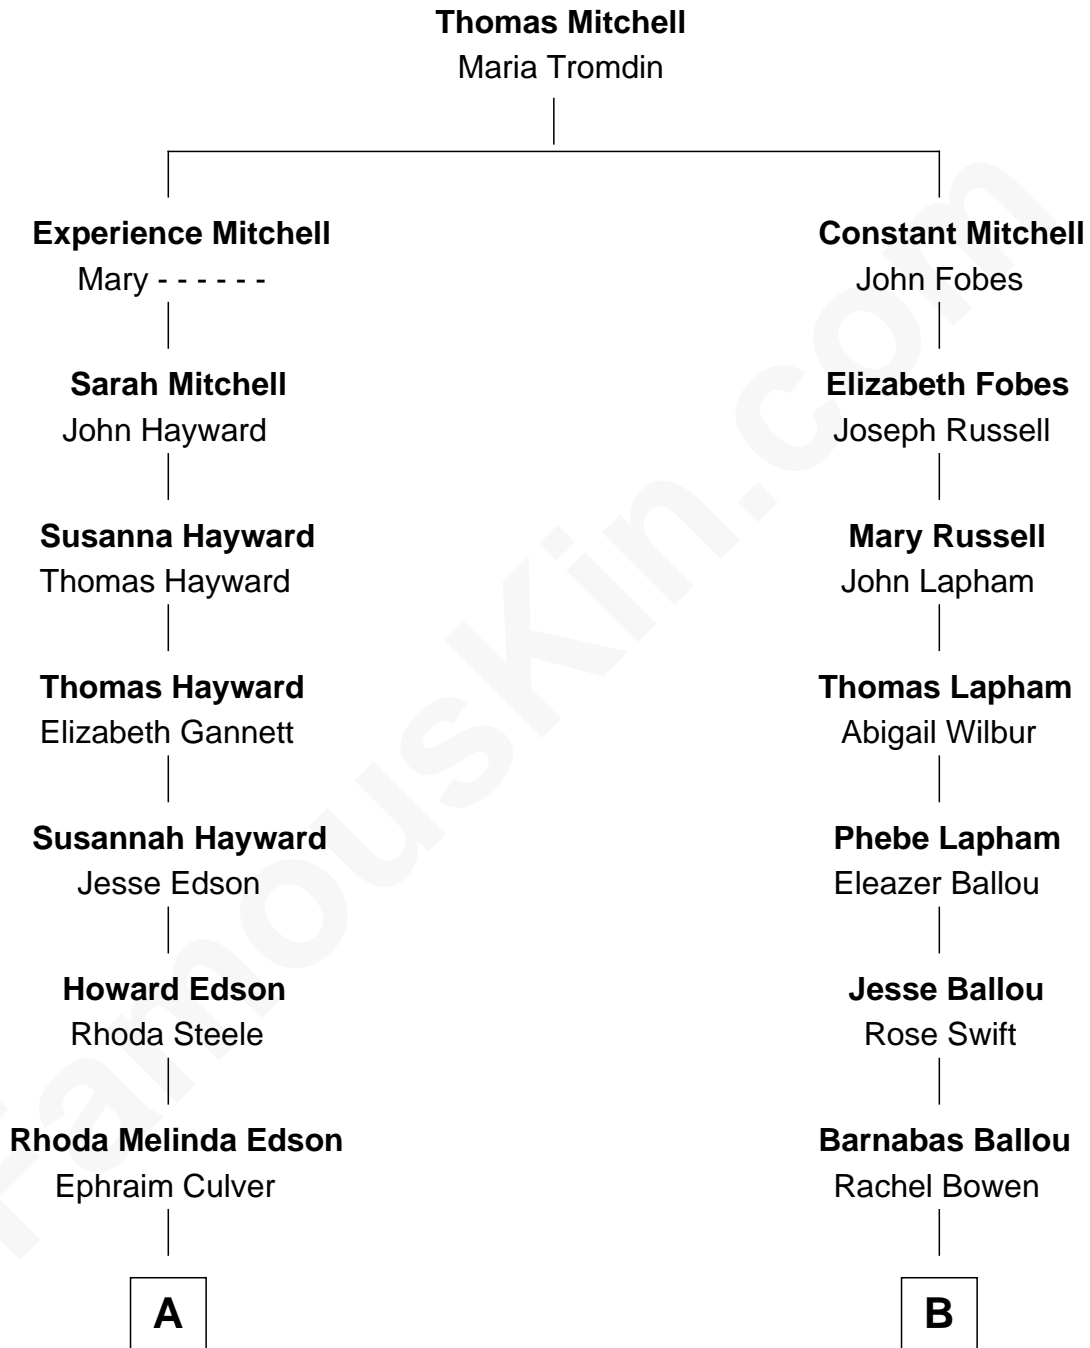 Thomas Mitchell
Maria Tromdin
Experience Mitchell
Mary - - - - - -
Constant Mitchell
John Fobes
Sarah Mitchell
John Hayward
Elizabeth Fobes
Joseph Russell
Susanna Hayward
Thomas Hayward
Mary Russell
John Lapham
Thomas Hayward
Elizabeth Gannett
Thomas Lapham
Abigail Wilbur
Susannah Hayward
Jesse Edson
Phebe Lapham
Eleazer Ballou
Howard Edson
Rhoda Steele
Jesse Ballou
Rose Swift
Rhoda Melinda Edson
Ephraim Culver
Barnabas Ballou
Rachel Bowen
A
B
FamousKin.com